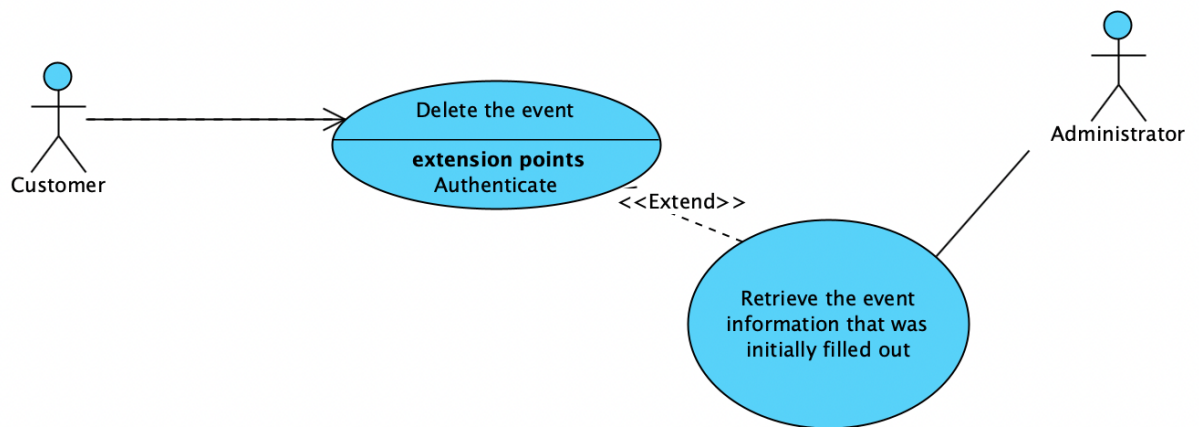 Customer
Delete the event
extension points
Authenticate
<<Extend>>
Administrator
Retrieve the event
information that was
initially filled out